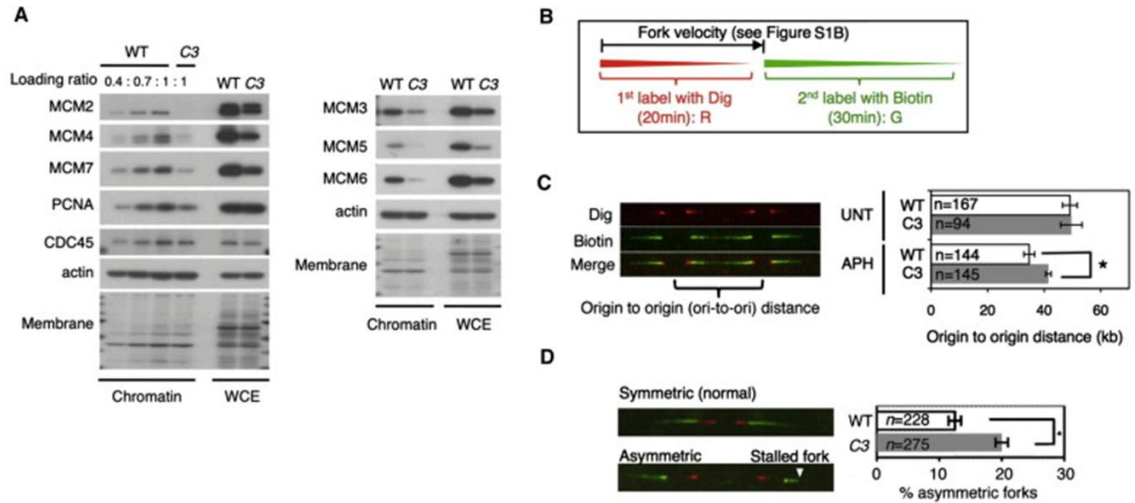 A
WT C3
Loading ratio 0.4 : 0.7 : 1 : 1 WT C3
MCM2
MCM4
MCM7
PCNA
CDC45
actin
Membrane
Chromatin WCE
WT C3 WT C3
MCM3
MCM5
MCM6
actin
Membrane
Chromatin WCE
B
Fork velocity (see Figure S1B)
1st label with Dig
(20min): R
2nd label with Biotin
(30min): G
C
Dig
Biotin
Merge
Origin to origin (ori-to-ori) distance
UNT
WT n=167
C3 n=94
APH
WT n=144
C3 n=145
*
0 20 40 60
Origin to origin distance (kb)
D
Symmetric (normal)
Asymmetric Stalled fork
WT n=228
C3 n=275
*
0 10 20 30
% asymmetric forks